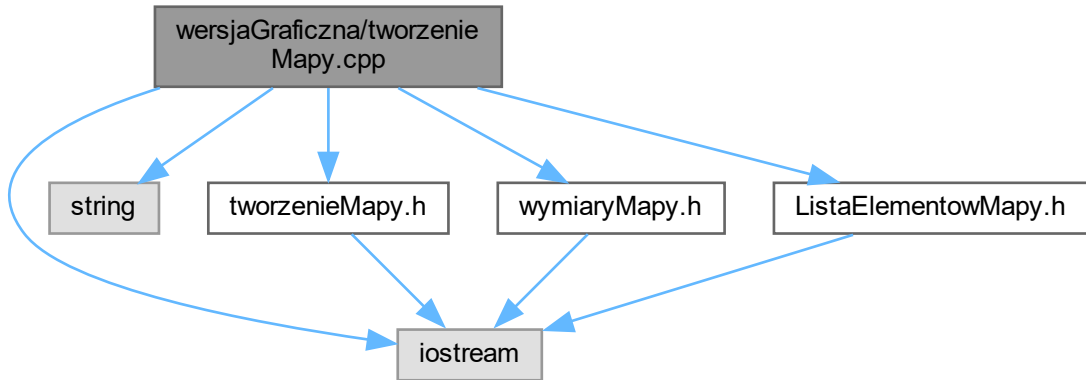 wersjaGraficzna/tworzenie
Mapy.cpp
string
tworzenieMapy.h
wymiaryMapy.h
ListaElementowMapy.h
iostream